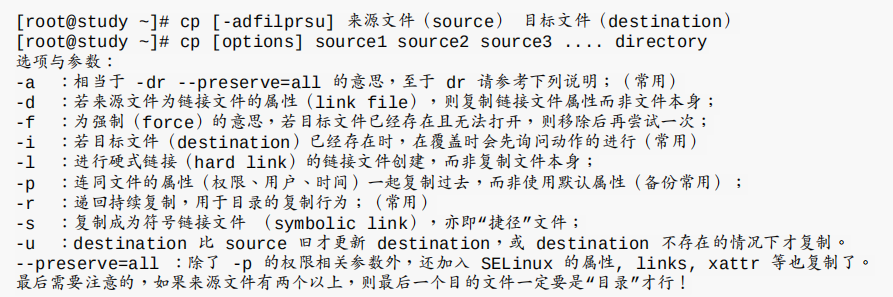 [root@study ~]# cp [-adfilprsu] 来源文件（source） 目标文件（destination）
[root@study ~]# cp [options] source1 source2 source3 .... directory
选项与参数：
-a ：相当于 -dr --preserve=all 的意思，至于 dr 请参考下列说明；（常用）
-d ：若来源文件为链接文件的属性（link file），则复制链接文件属性而非文件本身；
-f ：为强制（force）的意思，若目标文件已经存在且无法打开，则移除后再尝试一次；
-i ：若目标文件（destination）已经存在时，在覆盖时会先询问动作的进行（常用）
-l ：进行硬式链接（hard link）的链接文件创建，而非复制文件本身；
-p ：连同文件的属性（权限、用户、时间）一起复制过去，而非使用默认属性（备份常用）；
-r ：递回持续复制，用于目录的复制行为；（常用）
-s ：复制成为符号链接文件 （symbolic link），亦即“捷径”文件；
-u ：destination 比 source 旧才更新 destination，或 destination 不存在的情况下才复制。
--preserve=all ：除了 -p 的权限相关参数外，还加入 SELinux 的属性, links, xattr 等也复制了。
最后需要注意的，如果来源文件有两个以上，则最后一个目的文件一定要是“目录”才行！